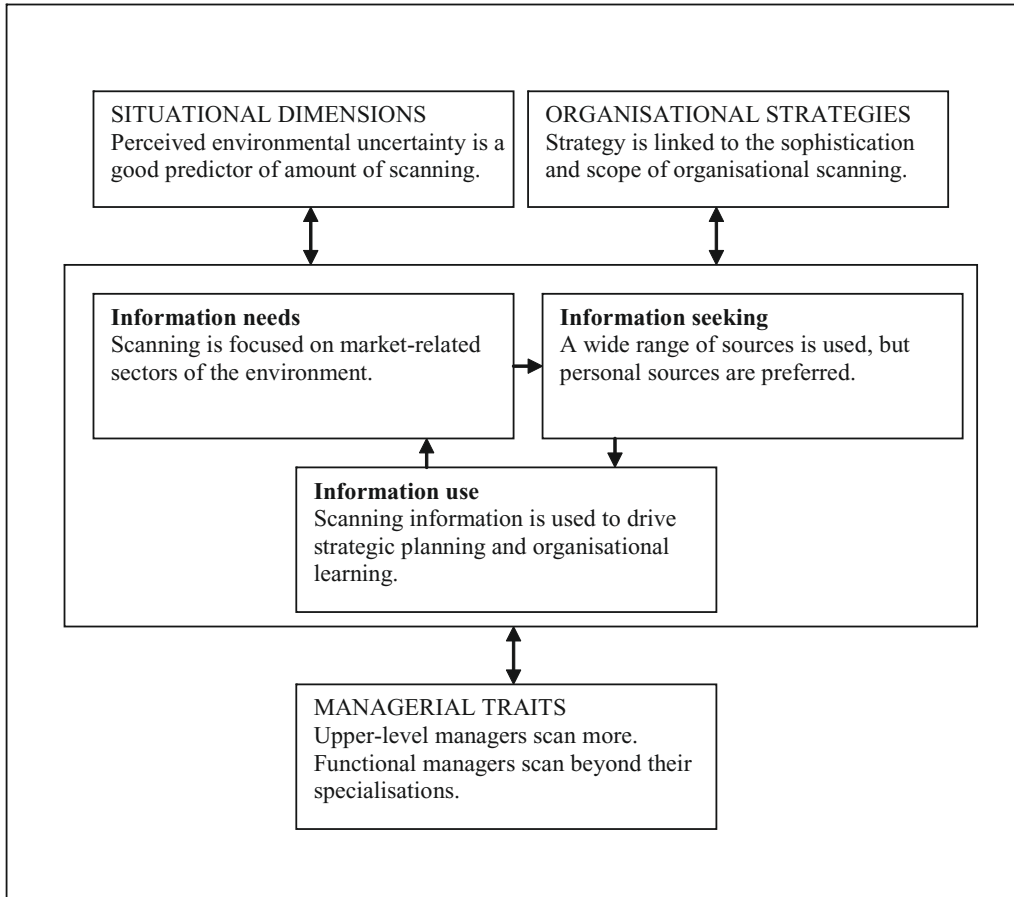 SITUATIONAL DIMENSIONS
Perceived environmental uncertainty is a
good predictor of amount of scanning.
ORGANISATIONAL STRATEGIES
Strategy is linked to the sophistication
and scope of organisational scanning.
Information needs
Scanning is focused on market-related
sectors of the environment.
Information seeking
A wide range of sources is used, but
personal sources are preferred.
Information use
Scanning information is used to drive
strategic planning and organisational
learning.
MANAGERIAL TRAITS
Upper-level managers scan more.
Functional managers scan beyond their
specialisations.